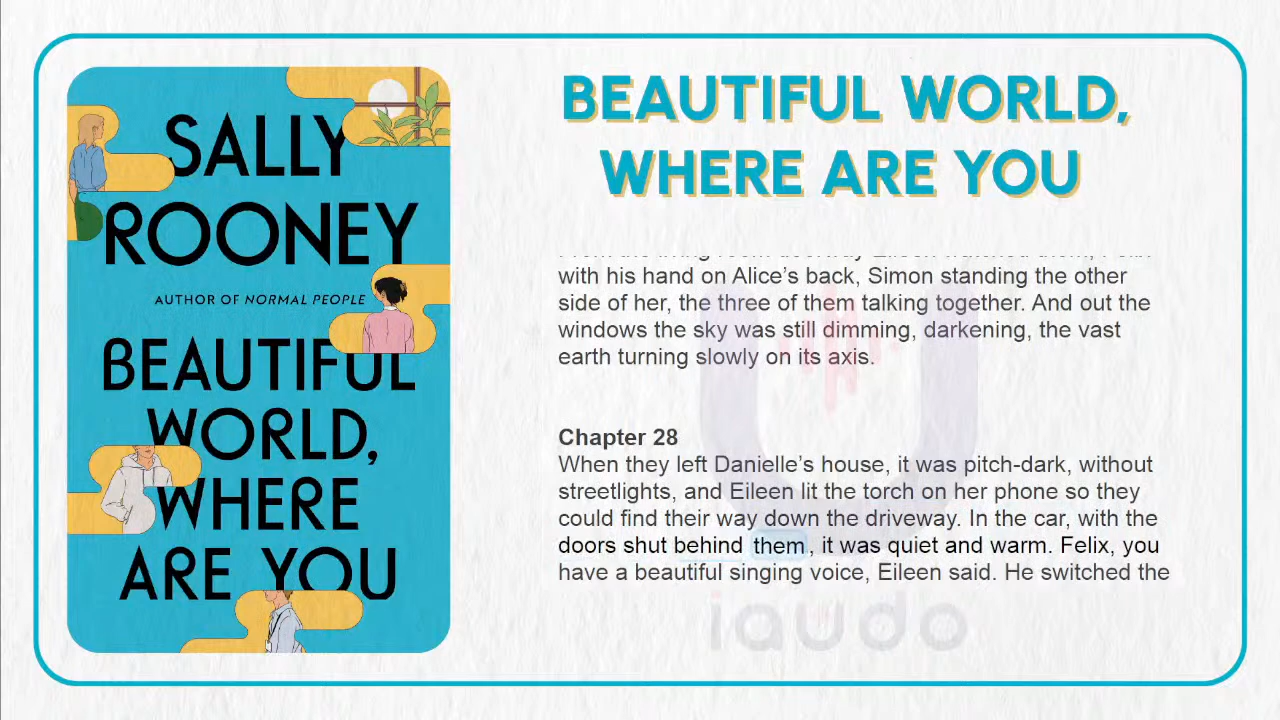 SALLY
ROONEY
AUTHOR OF NORMAL PEOPLE
BEAUTIFUL
WORLD,
WHERE
ARE YOU
BEAUTIFUL WORLD,
WHERE ARE YOU
with his hand on Alice’s back, Simon standing the other
side of her, the three of them talking together. And out the
windows the sky was still dimming, darkening, the vast
earth turning slowly on its axis.
Chapter 28
When they left Danielle’s house, it was pitch-dark, without
streetlights, and Eileen lit the torch on her phone so they
could find their way down the driveway. In the car, with the
doors shut behind them, it was quiet and warm. Felix, you
have a beautiful singing voice, Eileen said. He switched the
iaudo